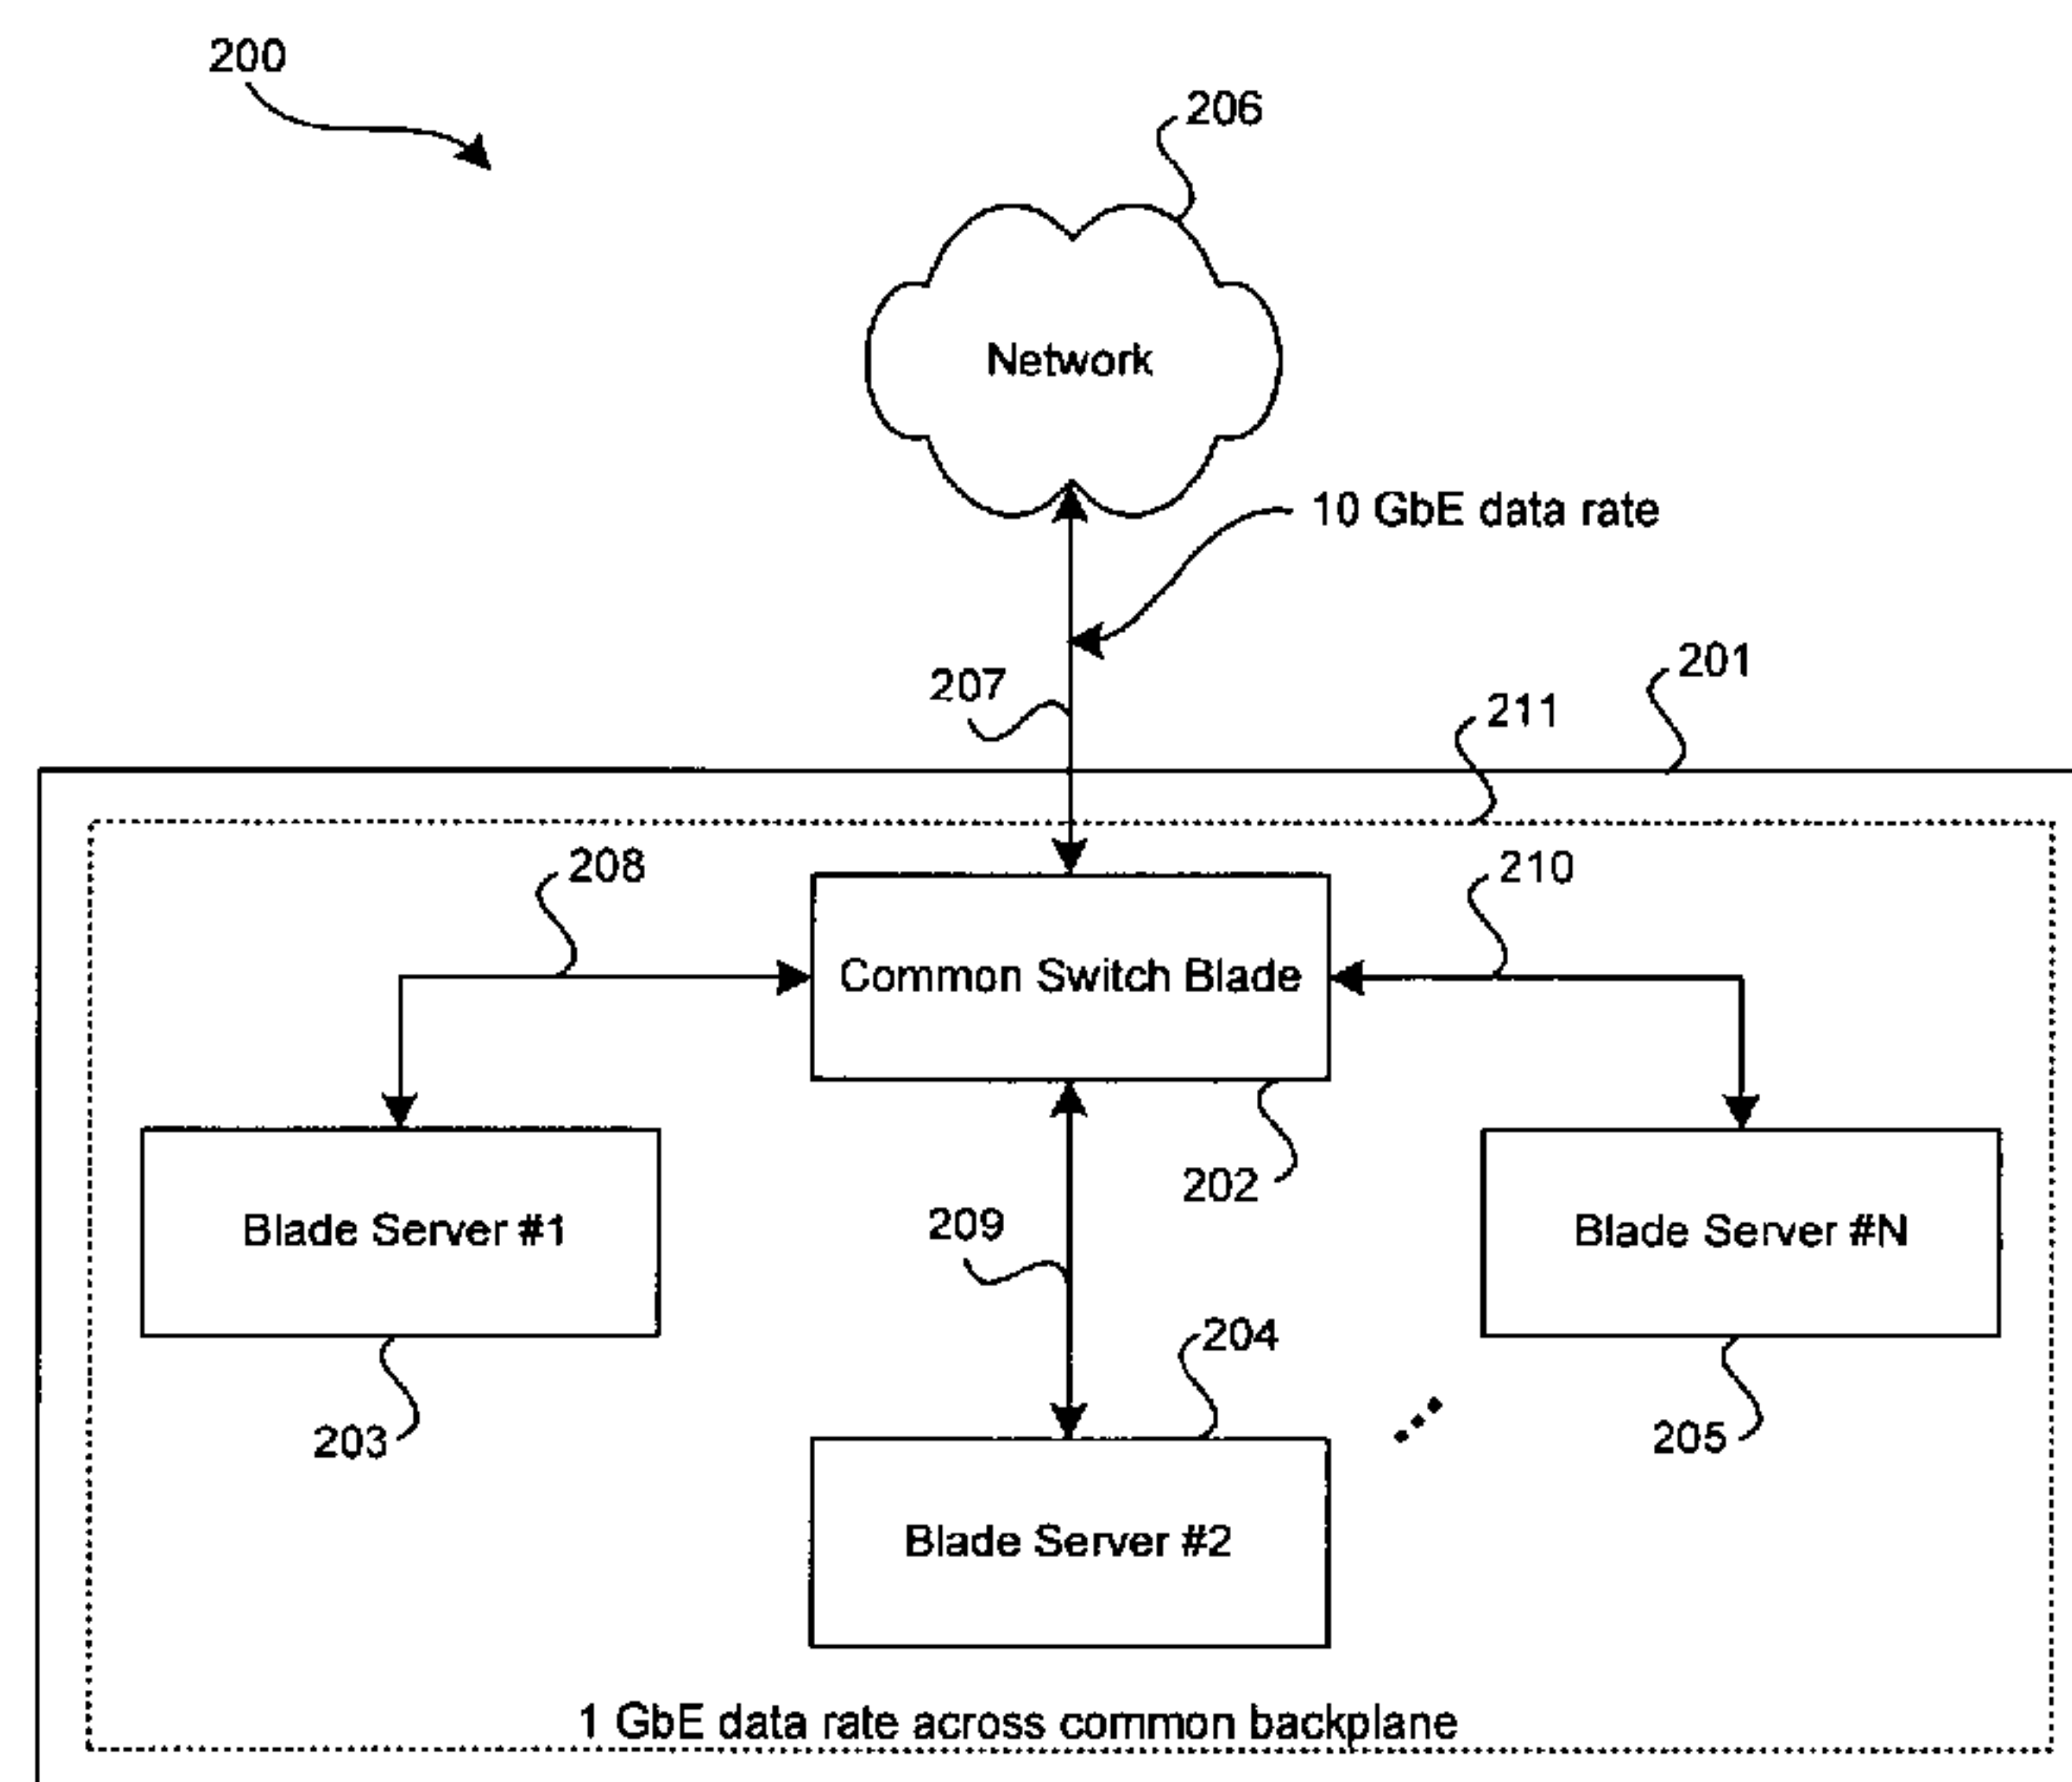 200
206
Network
10 GbE data rate
201
207
211
208
210
Common Switch Blade
202
Blade Server #1
209
Blade Server #N
204
203
205
Blade Server #2
1 GbE data rate across common backplane